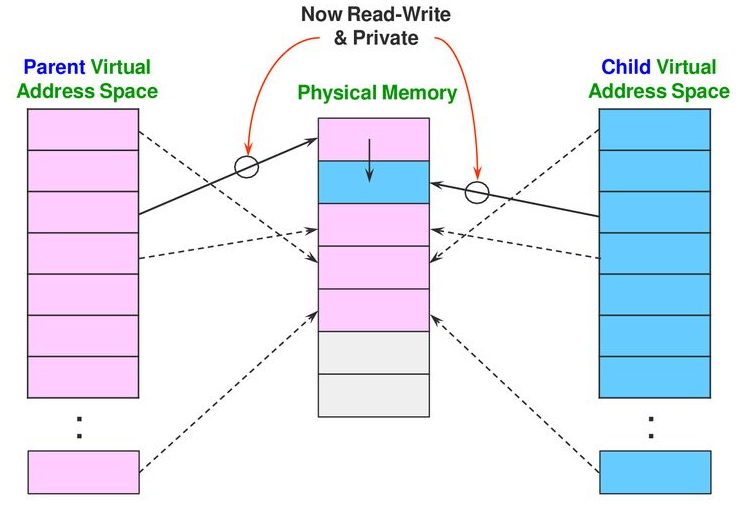 Now Read-Write
& Private
Parent Virtual
Address Space
Physical Memory
Child Virtual
Address Space